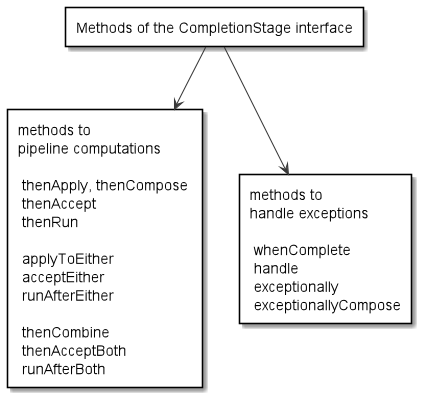 Methods of the CompletionStage interface
methods to
pipeline computations
thenApply, thenCompose
thenAccept
thenRun
applyToEither
acceptEither
runAfterEither
thenCombine
thenAcceptBoth
runAfterBoth
methods to
handle exceptions
whenComplete
handle
exceptionally
exceptionallyCompose